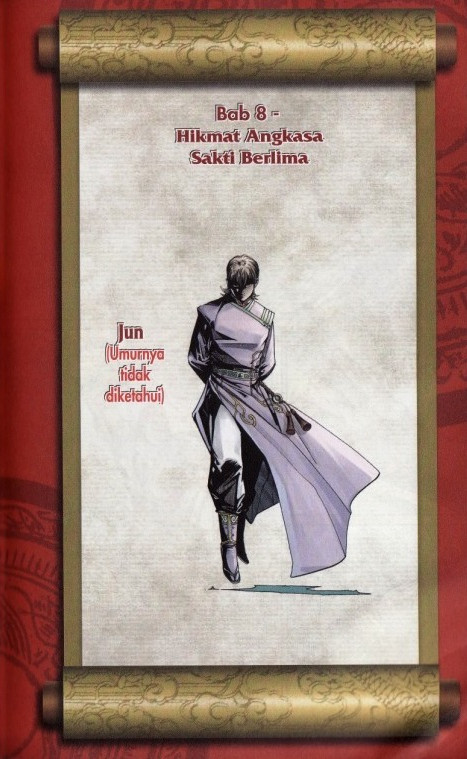 Bab 8 -
Hikmat Angkasa
Sakti Berlima
Jun
(Umurnya
tidak
diketahui)